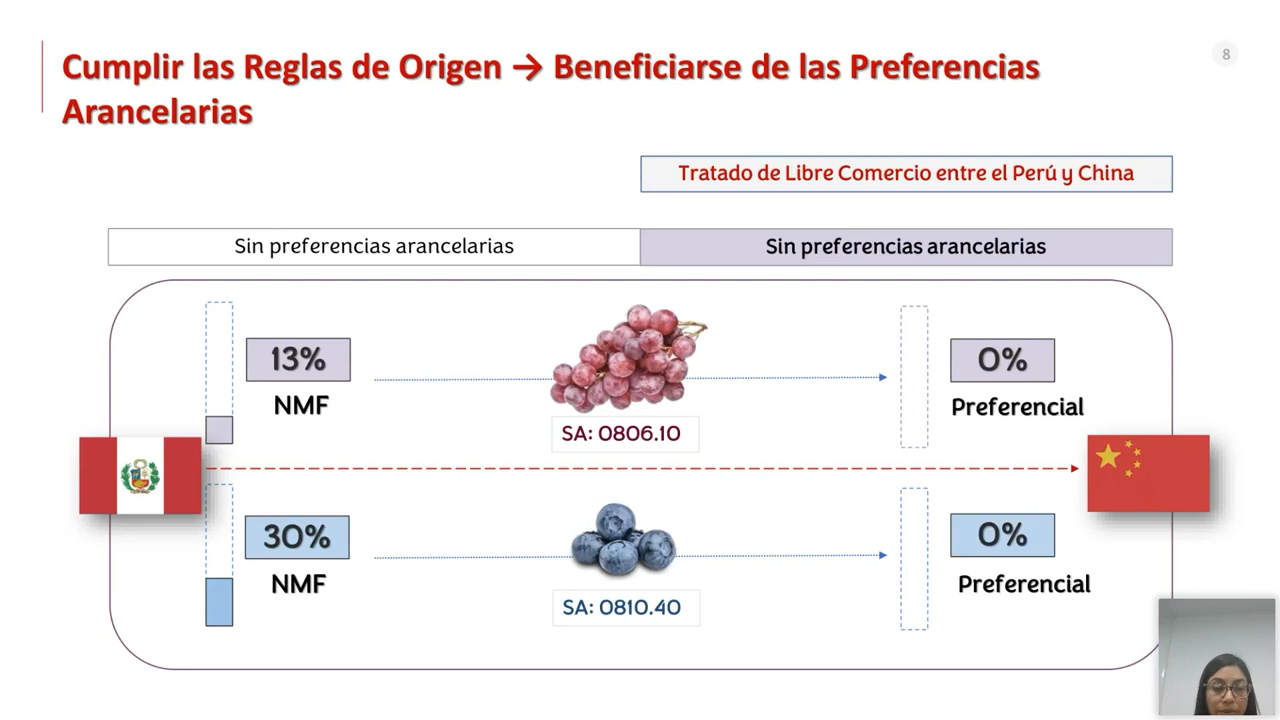 Cumplir las Reglas de Origen → Beneficiarse de las Preferencias
Arancelarias
8
Tratado de Libre Comercio entre el Perú y China
Sin preferencias arancelarias
Sin preferencias arancelarias
13%
NMF
SA: 0806.10
0%
Preferencial
30%
NMF
SA: 0810.40
0%
Preferencial